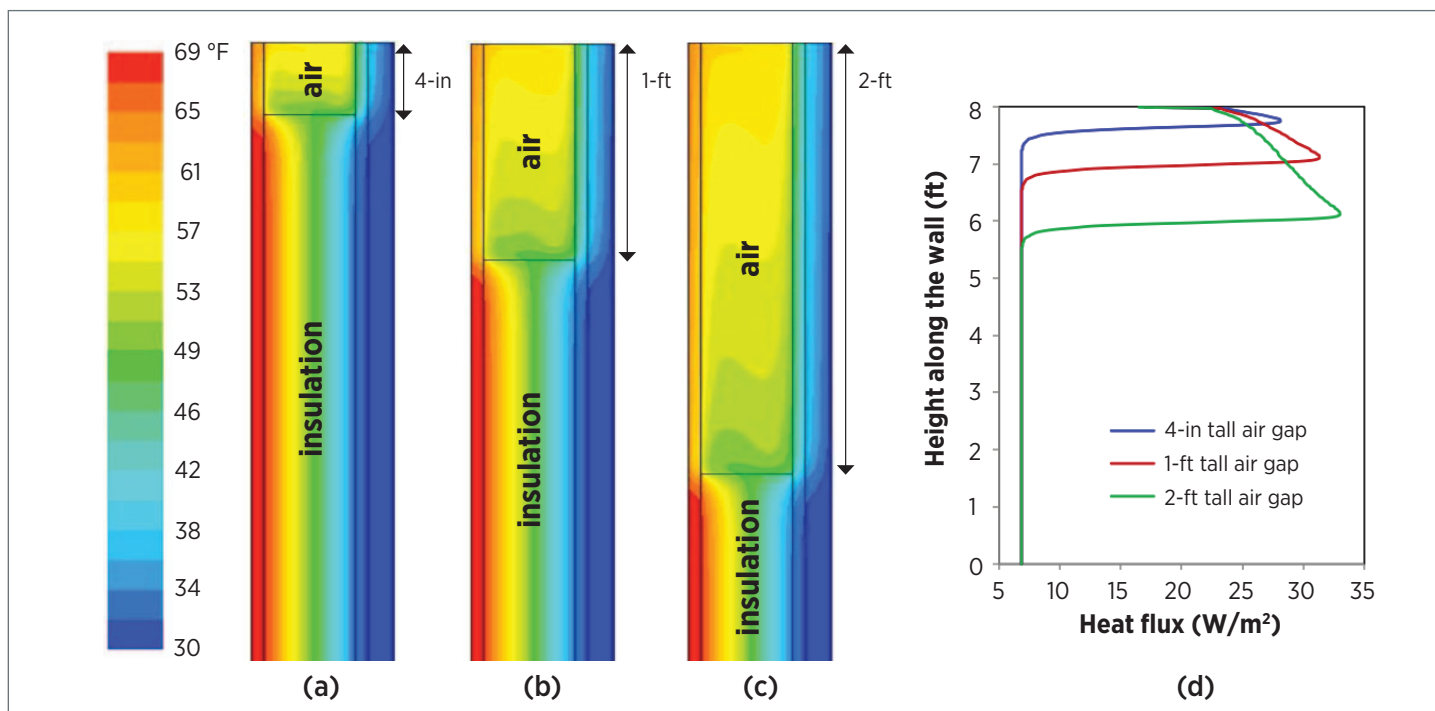 69 °F
65
61
57
53
49
46
42
38
34
30
air
insulation
4-in
(a)
air
insulation
1-ft
(b)
air
insulation
2-ft
(c)
Height along the wall (ft)
8
7
6
5
4
3
2
1
0
4-in tall air gap
1-ft tall air gap
2-ft tall air gap
5 10 15 20 25 30 35
Heat flux (W/m²)
(d)